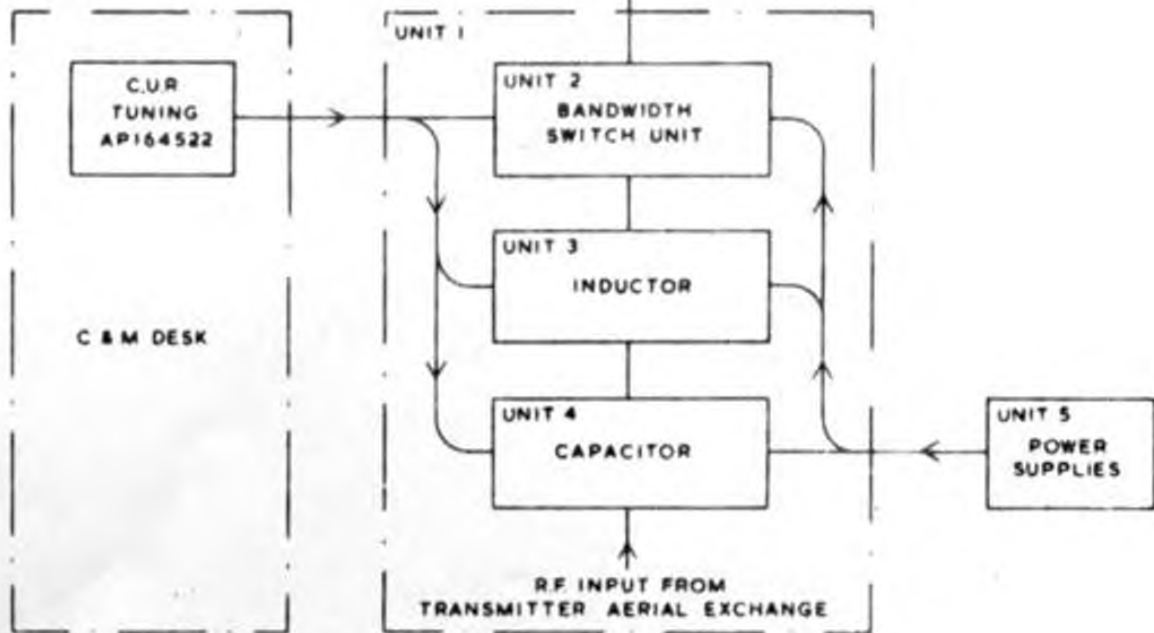 UNIT 1
C.U.R
TUNING
AP164522
UNIT 2
BANDWIDTH
SWITCH UNIT
UNIT 3
INDUCTOR
C & M DESK
UNIT 4
CAPACITOR
UNIT 5
POWER
SUPPLIES
R.F. INPUT FROM
TRANSMITTER AERIAL EXCHANGE